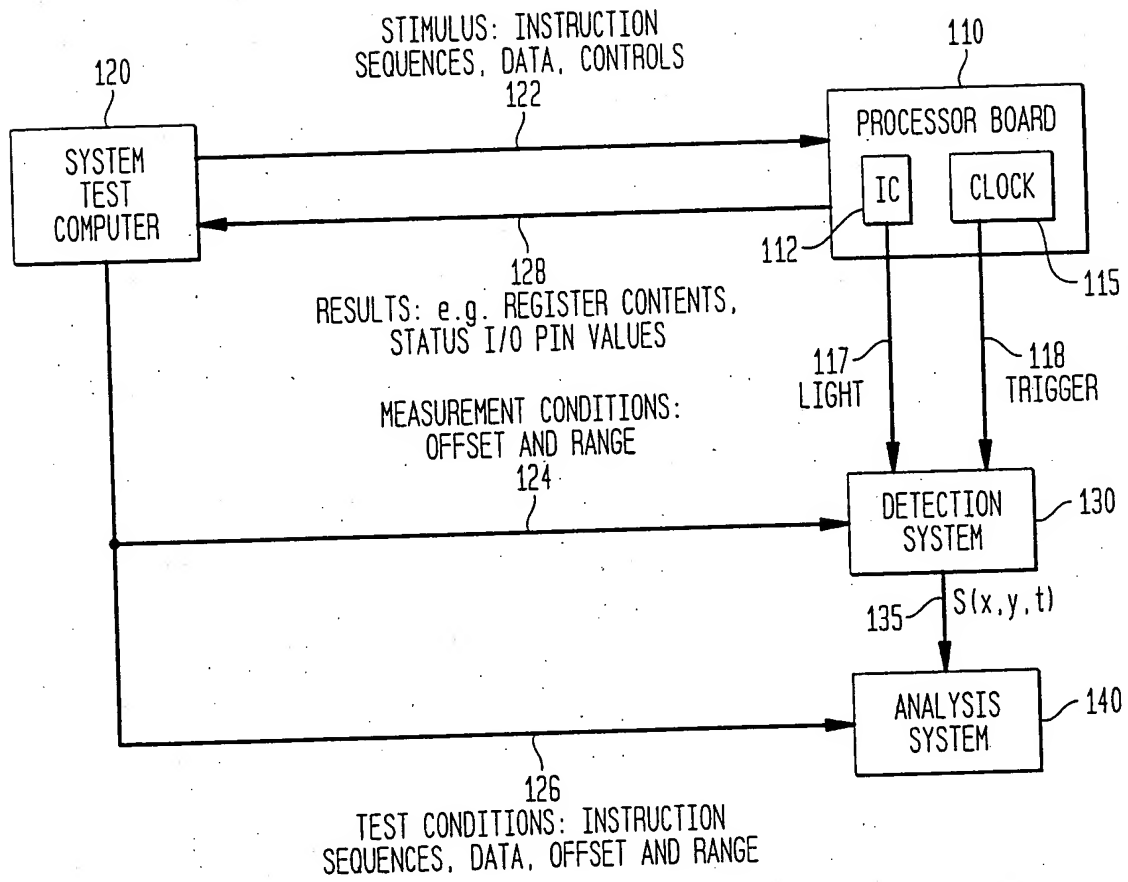 STIMULUS: INSTRUCTION
SEQUENCES, DATA, CONTROLS
122
120
110
SYSTEM
TEST
COMPUTER
PROCESSOR BOARD
IC
CLOCK
112
115
128
RESULTS: e.g. REGISTER CONTENTS,
STATUS I/O PIN VALUES
117
LIGHT
118
TRIGGER
MEASUREMENT CONDITIONS:
OFFSET AND RANGE
124
DETECTION
SYSTEM
130
135
S(x,y,t)
ANALYSIS
SYSTEM
140
126
TEST CONDITIONS: INSTRUCTION
SEQUENCES, DATA, OFFSET AND RANGE